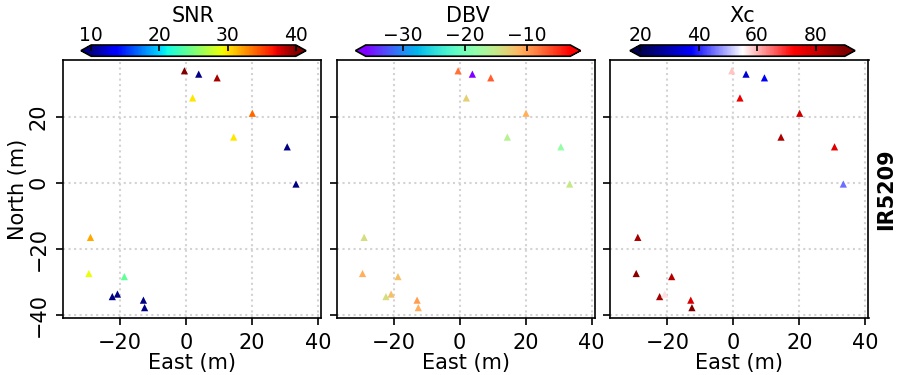 SNR DBV Xc
10 20 30 40 −30 −20 −10 20 40 60 80
North (m)
20
0
−20
−40
−20 0 20 40 −20 0 20 40 −20 0 20 40
East (m) East (m) East (m)
IR5209